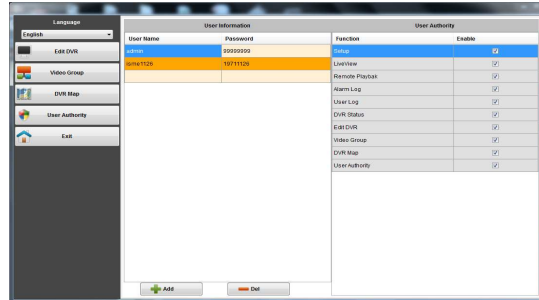 Language
English
Edit DVR
Video Group
DVR Map
User Authority
Exit
User Information
User Name Password
admin 99999999
isme1126 19711126
Add Del
User Authority
Function Enable
Setup
LiveView
Remote Playbak
Alarm Log
User Log
DVR Status
Edit DVR
Video Group
DVR Map
User Authority